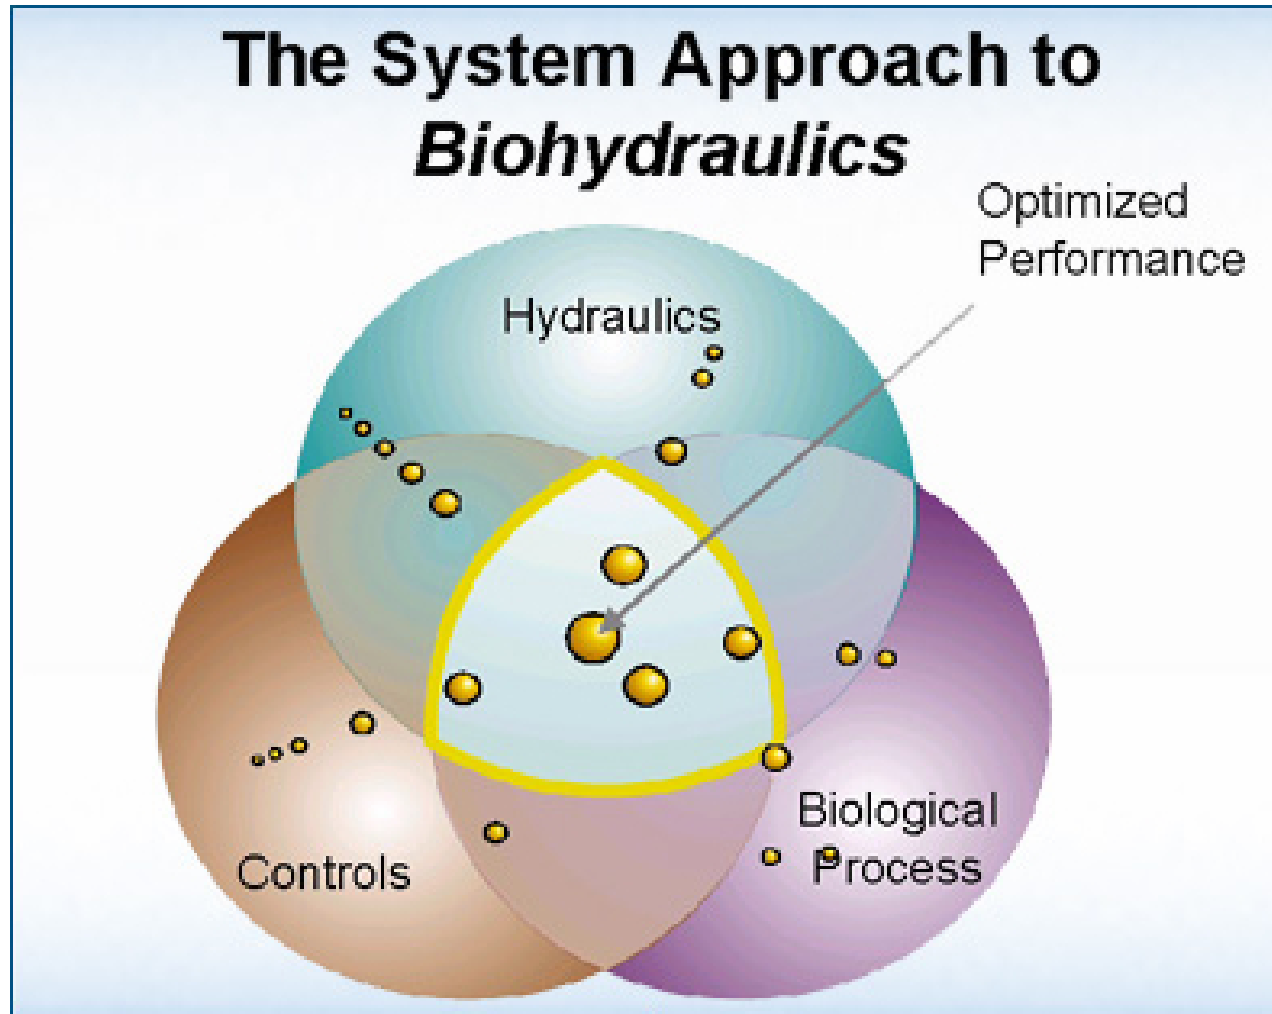 The System Approach to
Biohydraulics
Optimized
Performance
Hydraulics
Controls
Biological
Process